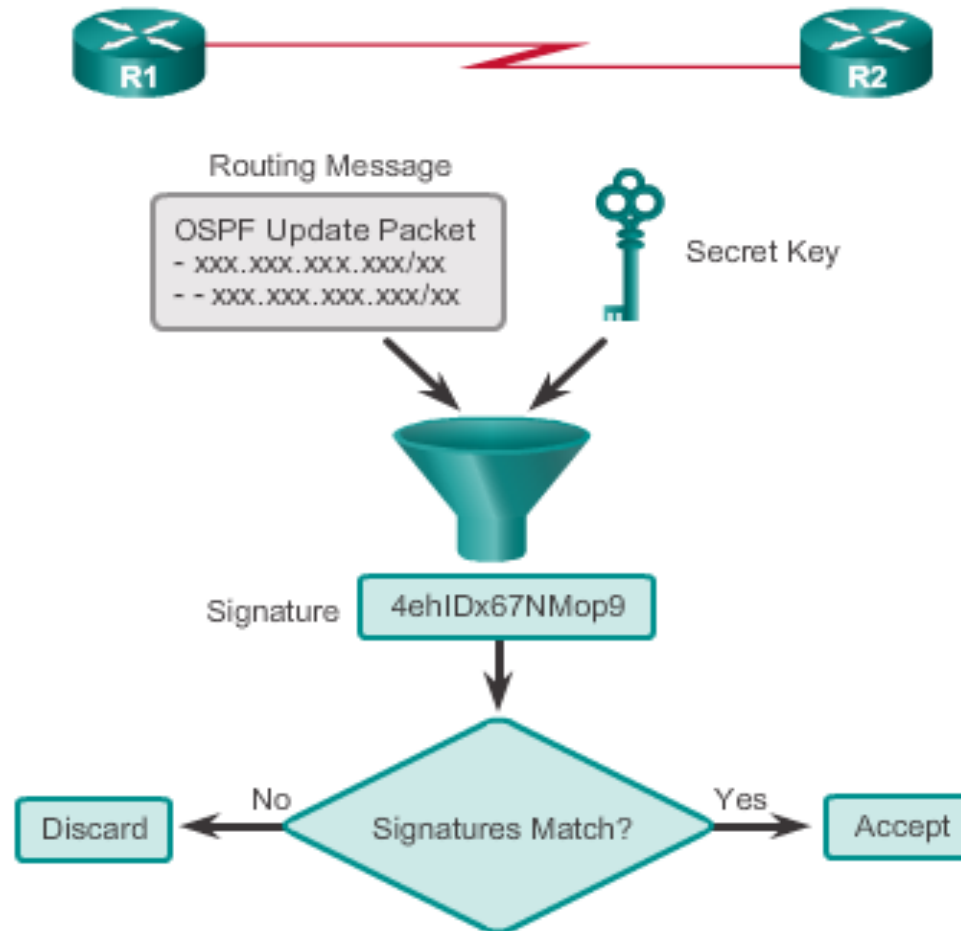 R1
R2
Routing Message
OSPF Update Packet
- xxx.xxx.xxx.xxx/xx
- - xxx.xxx.xxx.xxx/xx
Secret Key
Signature
4ehIDx67NMop9
No
Yes
Discard
Signatures Match?
Accept